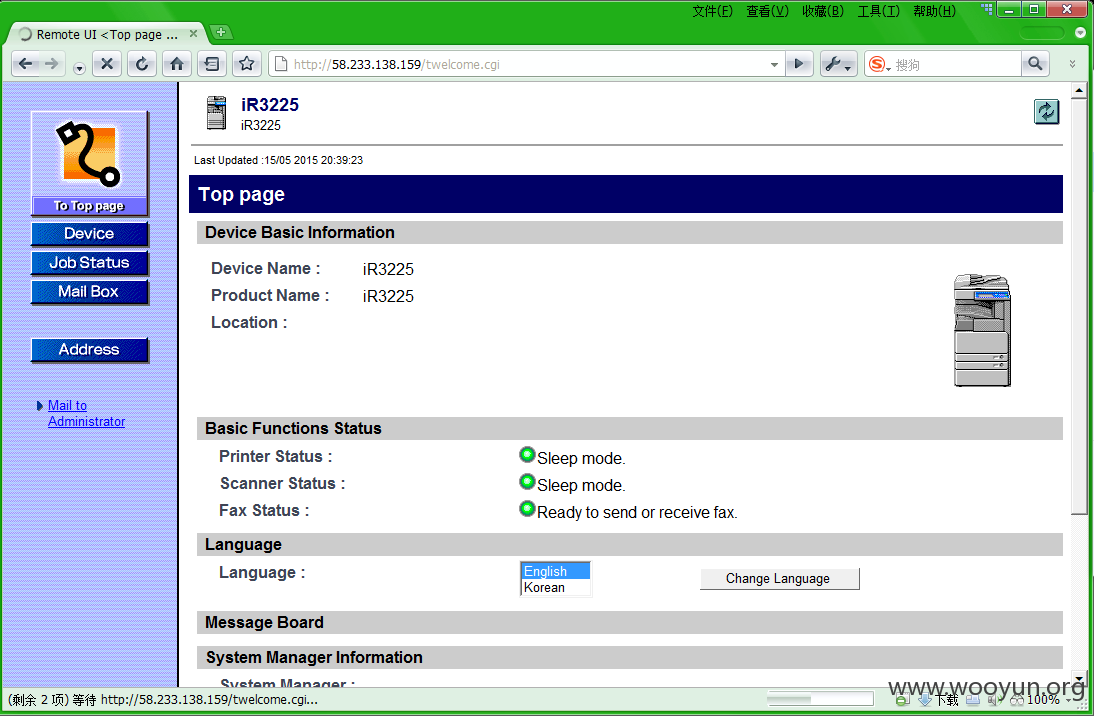 文件(F) 查看(V) 收藏(B) 工具(T) 帮助(H)
Remote UI <Top page ...
http://58.233.138.159/twelcome.cgi
搜狗
iR3225
iR3225
Last Updated :15/05 2015 20:39:23
To Top page
Device
Job Status
Mail Box
Address
Mail to
Administrator
Top page
Device Basic Information
Device Name : iR3225
Product Name : iR3225
Location :
Basic Functions Status
Printer Status : Sleep mode.
Scanner Status : Sleep mode.
Fax Status : Ready to send or receive fax.
Language
Language : English
Korean
Change Language
Message Board
System Manager Information
System Manager :
(剩余 2 项) 等待 http://58.233.138.159/twelcome.cgi...
下载 100%
www.wooyun.org